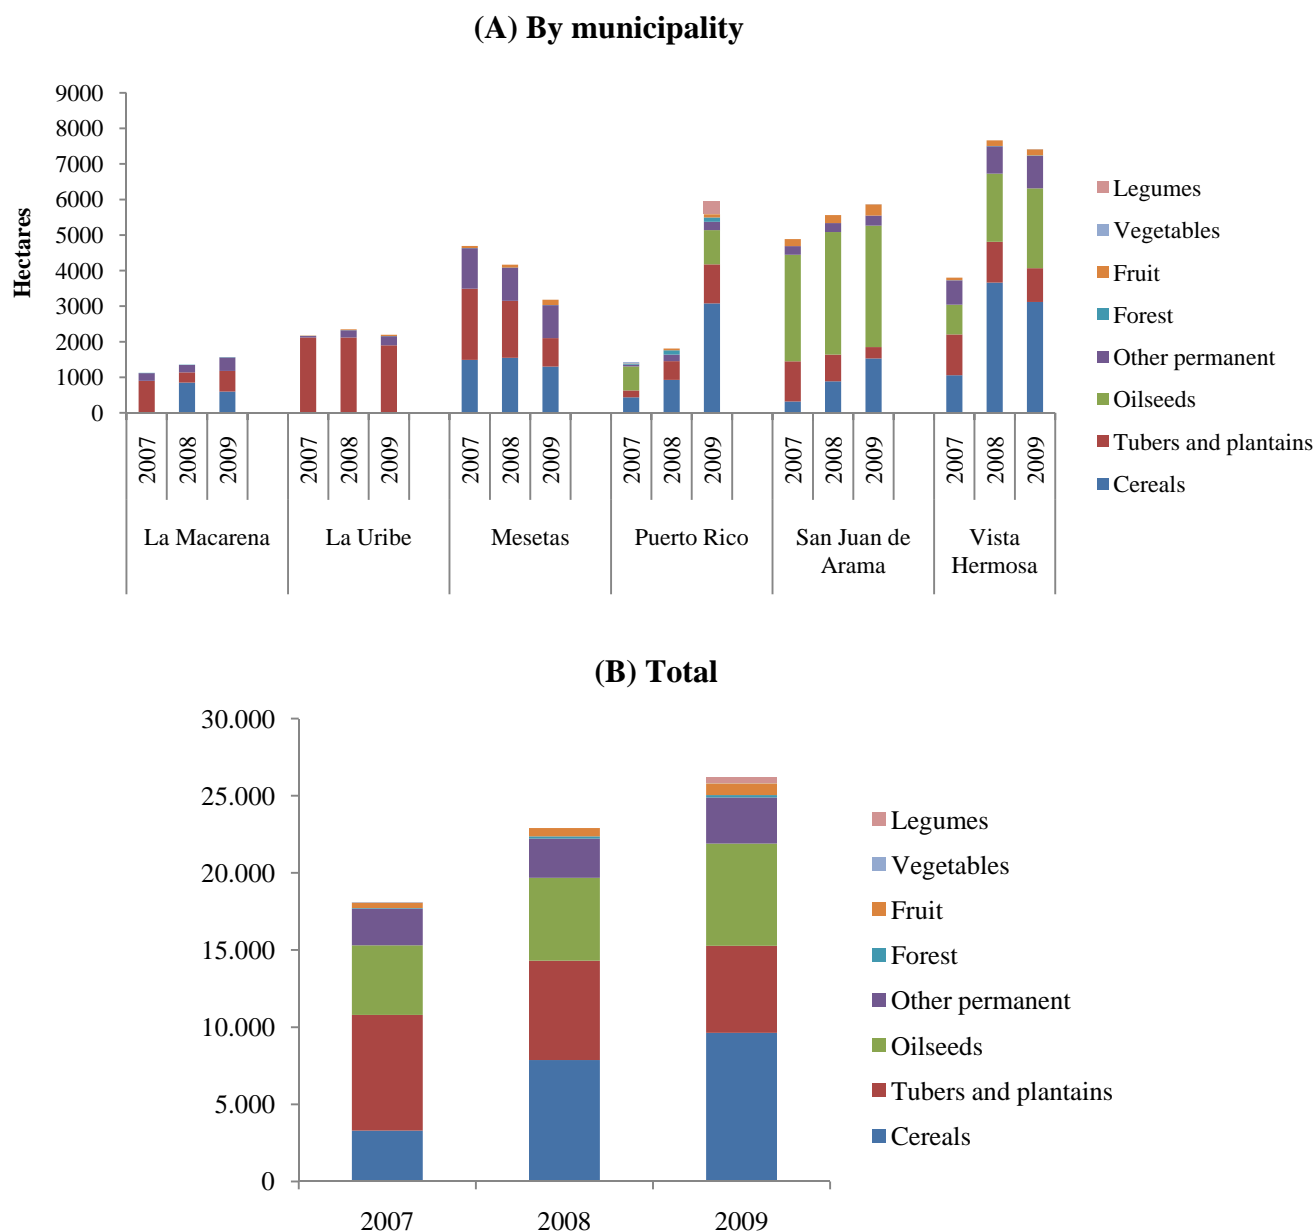 (A) By municipality
9000
8000
7000
6000
5000
4000
3000
2000
1000
0
Hectares
2007
2008
2009
2007
2008
2009
2007
2008
2009
2007
2008
2009
2007
2008
2009
2007
2008
2009
La Macarena
La Uribe
Mesetas
Puerto Rico
San Juan de
Arama
Vista
Hermosa
Legumes
Vegetables
Fruit
Forest
Other permanent
Oilseeds
Tubers and plantains
Cereals
(B) Total
30.000
25.000
20.000
15.000
10.000
5.000
0
2007
2008
2009
Legumes
Vegetables
Fruit
Forest
Other permanent
Oilseeds
Tubers and plantains
Cereals